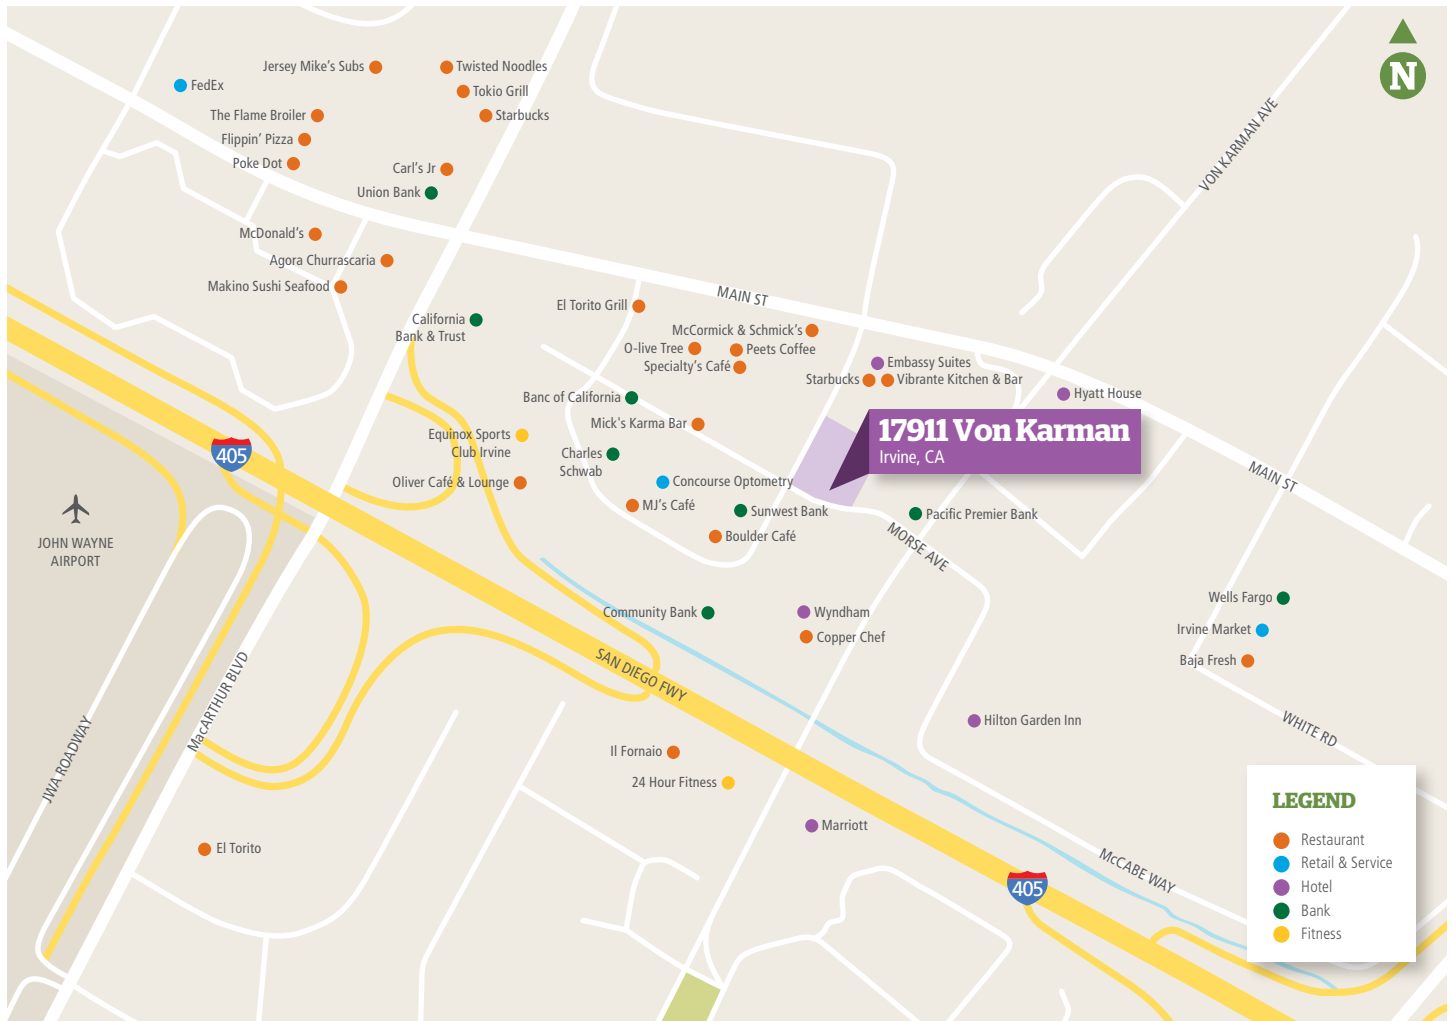 N
Jersey Mike's Subs
Twisted Noodles
FedEx
Tokio Grill
The Flame Broiler
Starbucks
Flippin' Pizza
Poke Dot
Carl's Jr
Union Bank
VON KARMAN AVE
McDonald's
Agora Churrascaria
Makino Sushi Seafood
MAIN ST
El Torito Grill
California
Bank & Trust
McCormick & Schmick's
O-live Tree
Peets Coffee
Specialty's Café
Embassy Suites
Starbucks
Vibrante Kitchen & Bar
Hyatt House
Banc of California
Mick's Karma Bar
17911 Von Karman
Irvine, CA
Equinox Sports
Club Irvine
Charles
Schwab
405
MAIN ST
Oliver Café & Lounge
Concourse Optometry
MJ's Café
Sunwest Bank
Pacific Premier Bank
Boulder Café
MORSE AVE
JOHN WAYNE
AIRPORT
Community Bank
Wyndham
Copper Chef
Wells Fargo
Irvine Market
Baja Fresh
SAN DIEGO FWY
MacARTHUR BLVD
JWA ROADWAY
Hilton Garden Inn
WHITE RD
Il Fornaio
24 Hour Fitness
Marriott
El Torito
McCABE WAY
405
LEGEND
Restaurant
Retail & Service
Hotel
Bank
Fitness